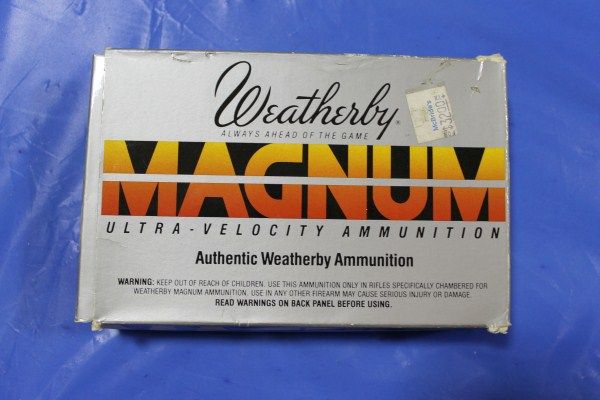 Weatherby®
ALWAYS AHEAD OF THE GAME
MAGNUM
ULTRA-VELOCITY AMMUNITION
Authentic Weatherby Ammunition
WARNING: KEEP OUT OF REACH OF CHILDREN. USE THIS AMMUNITION ONLY IN RIFLES SPECIFICALLY CHAMBERED FOR
WEATHERBY MAGNUM AMMUNITION. USE IN ANY OTHER FIREARM MAY CAUSE SERIOUS INJURY OR DAMAGE.
READ WARNINGS ON BACK PANEL BEFORE USING.